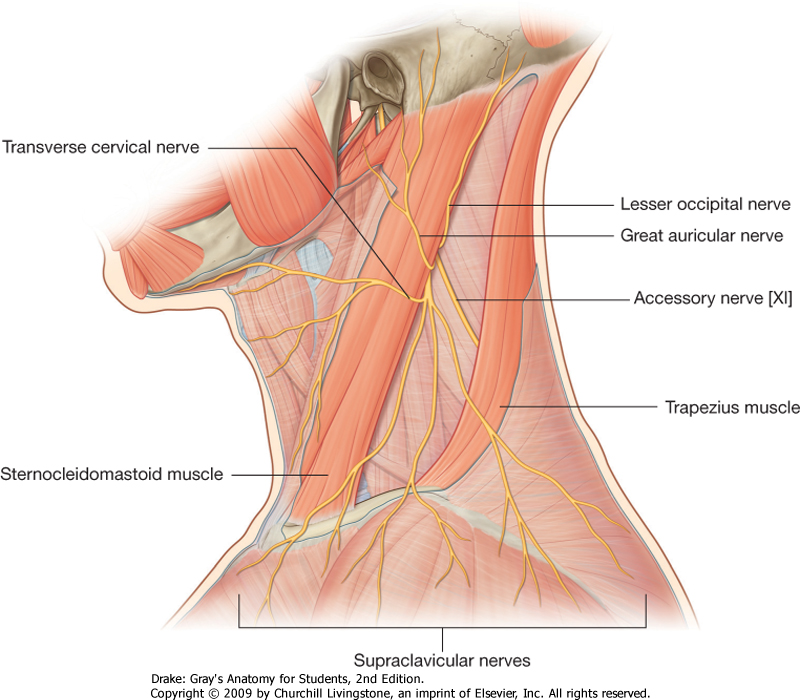 Transverse cervical nerve
Lesser occipital nerve
Great auricular nerve
Accessory nerve [XI]
Trapezius muscle
Sternocleidomastoid muscle
Supraclavicular nerves
Drake: Gray's Anatomy for Students, 2nd Edition.
Copyright © 2009 by Churchill Livingstone, an imprint of Elsevier, Inc. All rights reserved.